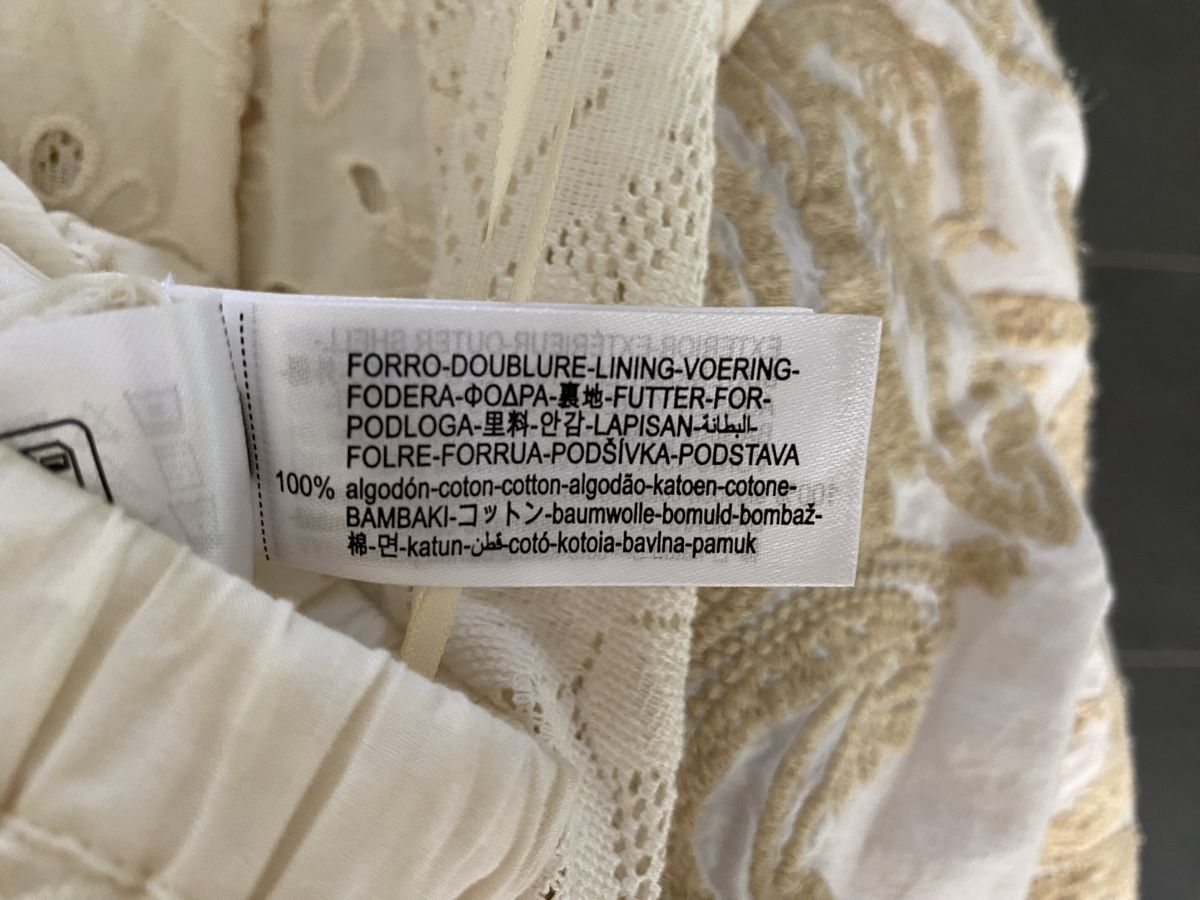 FORRO-DOUBLURE-LINING-VOERING-
FODERA-ΦΟΔΡΑ-裏地-FUTTER-FOR-
PODLOGA-里料-안감-LAPISAN-البطانة-
FOLRE-FORRUA-PODŠÍVKA-PODSTAVA
100% algodón-coton-cotton-algodão-katoen-cotone-
BAMBAKI-コットン-baumwolle-bomuld-bombaž-
棉-면-katun-قطن-cotó-kotoia-bavlna-pamuk